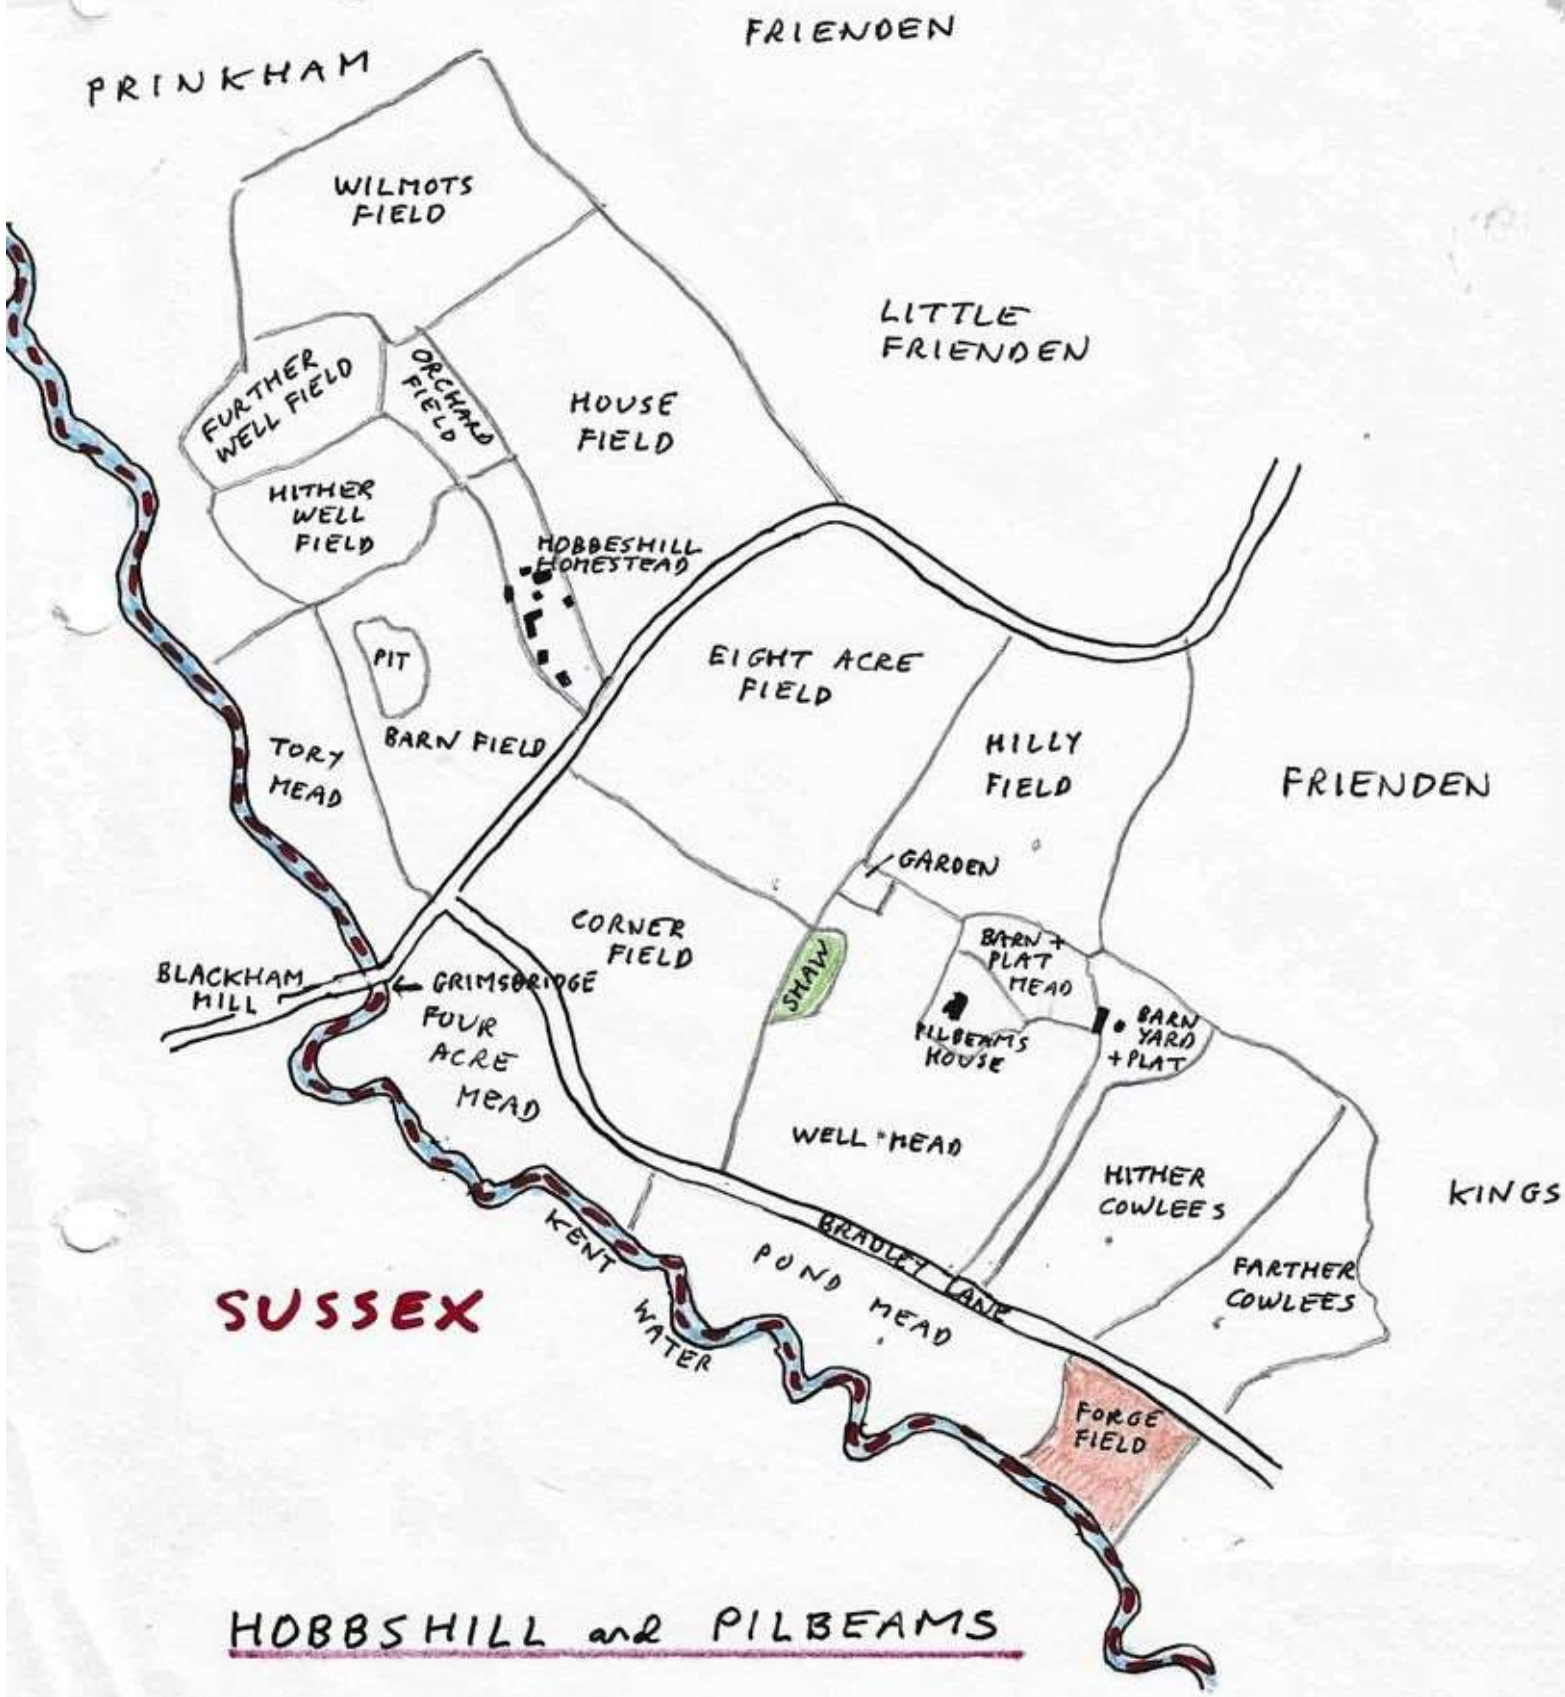 FRIENDEN
PRINKHAM
WILMOTS
FIELD
LITTLE
FRIENDEN
FURTHER
WELL FIELD
ORCHARD
FIELD
HOUSE
FIELD
HITHER
WELL
FIELD
HOBBESHILL
HOMESTEAD
PIT
EIGHT ACRE
FIELD
TORY
MEAD
BARN FIELD
HILLY
FIELD
FRIENDEN
GARDEN
CORNER
FIELD
SHAW
BARN +
PLAT
MEAD
BLACKHAM
HILL
GRIMSBRIDGE
FOUR
ACRE
MEAD
PILBEAMS
HOUSE
BARN
YARD
+ PLAT
WELL MEAD
HITHER
COWLEES
KINGS
KENT
WATER
BRADLEY LANE
POND MEAD
FARTHER
COWLEES
SUSSEX
FORGE
FIELD
HOBBSHILL and PILBEAMS